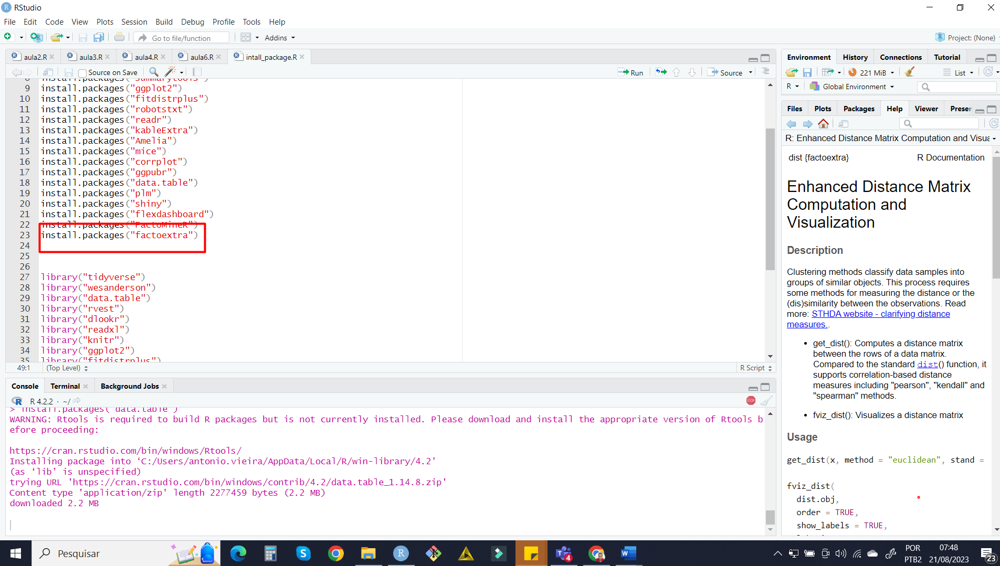 RStudio
File Edit Code View Plots Session Build Debug Profile Tools Help
Go to file/function Addins Project: (None)
aula2.R aula3.R aula4.R aula6.R intall_package.R
Source on Save Run Source
8 install.packages("summarytools")
9 install.packages("ggplot2")
10 install.packages("fitdistrplus")
11 install.packages("robotstxt")
12 install.packages("readr")
13 install.packages("kableExtra")
14 install.packages("Amelia")
15 install.packages("mice")
16 install.packages("corrplot")
17 install.packages("ggpubr")
18 install.packages("data.table")
19 install.packages("plm")
20 install.packages("shiny")
21 install.packages("flexdashboard")
22 install.packages("FactoMineR")
23 install.packages("factoextra")
24
25
26
27 library("tidyverse")
28 library("wesanderson")
29 library("data.table")
30 library("rvest")
31 library("dlookr")
32 library("readxl")
33 library("knitr")
34 library("ggplot2")
35 library("fitdistrplus")
49:1 (Top Level) R Script
Console Terminal Background Jobs
R 4.2.2 · ~/
> install.packages("data.table")
WARNING: Rtools is required to build R packages but is not currently installed. Please download and install the appropriate version of Rtools b
efore proceeding:
https://cran.rstudio.com/bin/windows/Rtools/
Installing package into ‘C:/Users/antonio.vieira/AppData/Local/R/win-library/4.2’
(as ‘lib’ is unspecified)
trying URL 'https://cran.rstudio.com/bin/windows/contrib/4.2/data.table_1.14.8.zip'
Content type 'application/zip' length 2277459 bytes (2.2 MB)
downloaded 2.2 MB
Environment History Connections Tutorial
221 MiB List
R Global Environment
Files Plots Packages Help Viewer Presen
R: Enhanced Distance Matrix Computation and Visua
dist {factoextra} R Documentation
Enhanced Distance Matrix
Computation and
Visualization
Description
Clustering methods classify data samples into
groups of similar objects. This process requires
some methods for measuring the distance or the
(dis)similarity between the observations. Read
more: STHDA website - clarifying distance
measures..
• get_dist(): Computes a distance matrix
between the rows of a data matrix.
Compared to the standard dist() function, it
supports correlation-based distance
measures including "pearson", "kendall" and
"spearman" methods.
• fviz_dist(): Visualizes a distance matrix
Usage
get_dist(x, method = "euclidean", stand =
fviz_dist(
dist.obj,
order = TRUE,
show_labels = TRUE,
Pesquisar
4
POR
PTB2
07:48
21/08/2023
23